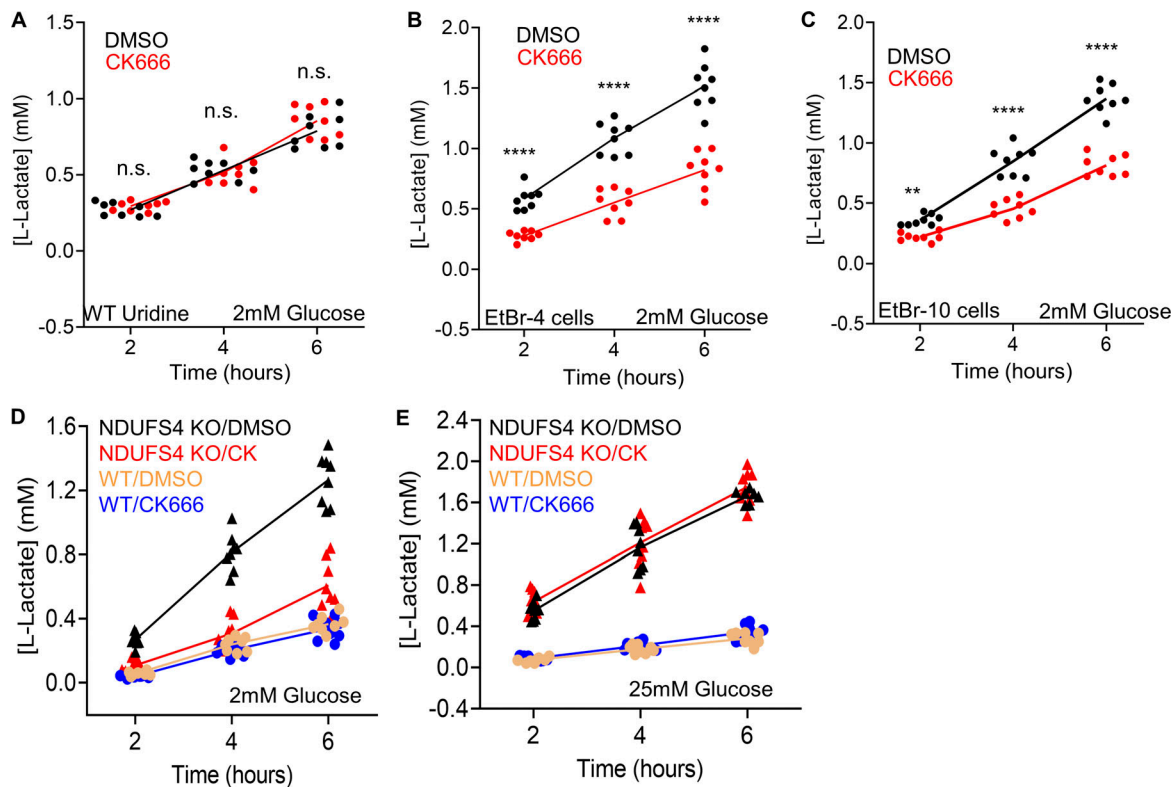 A
DMSO
CK666
n.s.
n.s.
n.s.
1.5
1.0
0.5
0.0
-0.5
[L-Lactate] (mM)
WT Uridine
2mM Glucose
2
4
6
Time (hours)
B
DMSO
CK666
****
****
****
2.0
1.5
1.0
0.5
0.0
-0.5
[L-Lactate] (mM)
EtBr-4 cells
2mM Glucose
2
4
6
Time (hours)
C
DMSO
CK666
**
****
****
2.0
1.5
1.0
0.5
0.0
-0.5
[L-Lactate] (mM)
EtBr-10 cells
2mM Glucose
2
4
6
Time (hours)
D
NDUFS4 KO/DMSO
NDUFS4 KO/CK
WT/DMSO
WT/CK666
1.6
1.2
0.8
0.4
0.0
[L-Lactate] (mM)
2mM Glucose
2
4
6
Time (hours)
E
NDUFS4 KO/DMSO
NDUFS4 KO/CK
WT/DMSO
WT/CK666
2.4
2.0
1.6
1.2
0.8
0.4
0.0
-0.4
[L-Lactate] (mM)
25mM Glucose
2
4
6
Time (hours)